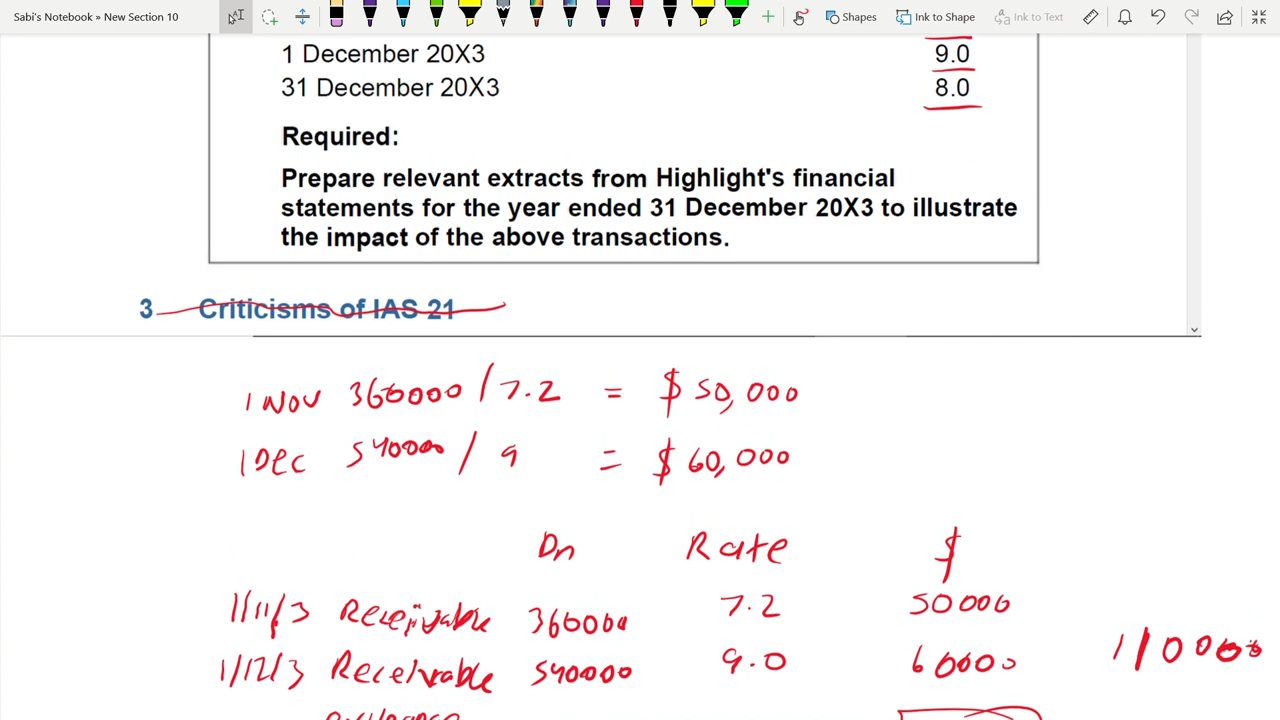 Sabi's Notebook » New Section 10
Shapes
Ink to Shape
Ink to Text
1 December 20X3 9.0
31 December 20X3 8.0
Required:
Prepare relevant extracts from Highlight's financial
statements for the year ended 31 December 20X3 to illustrate
the impact of the above transactions.
3 Criticisms of IAS 21
1 NOV 360000 / 7.2 = $ 50,000
1 DEC 540000 / 9 = $ 60,000
Dn Rate $
1/11/3 Receivable 360000 7.2 50000
1/12/3 Receivable 540000 9.0 60000 110000